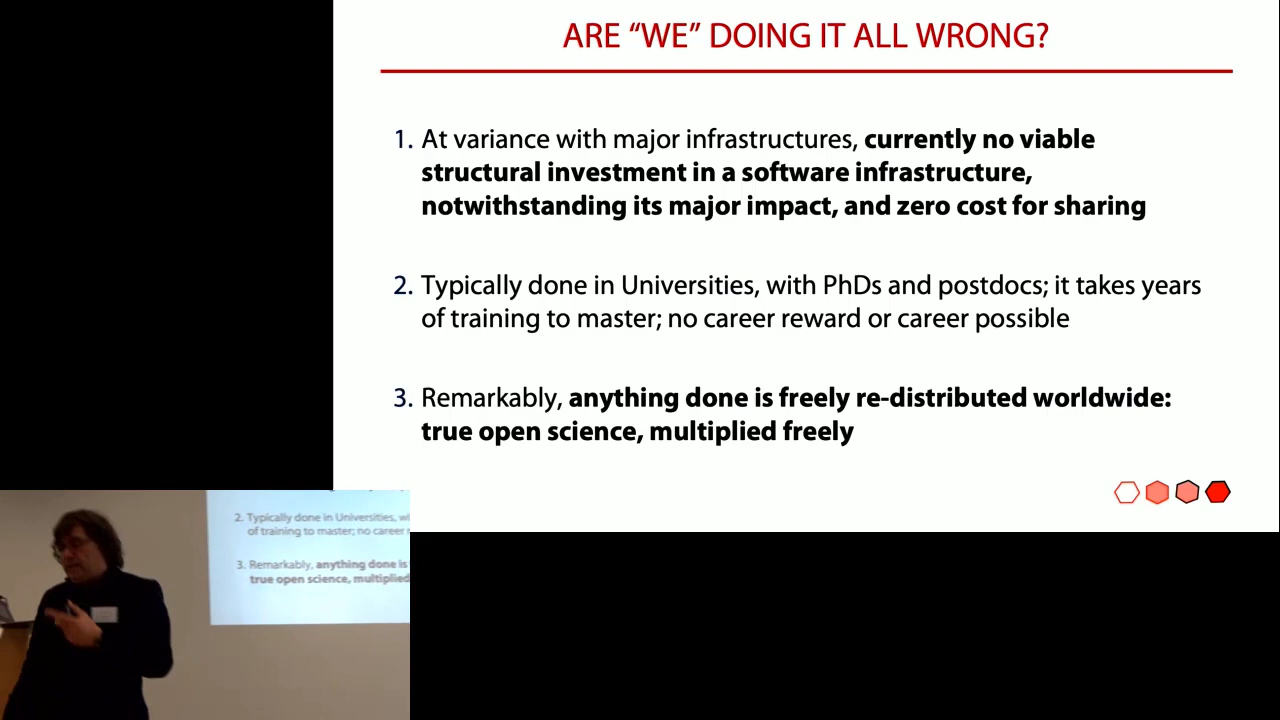 ARE “WE” DOING IT ALL WRONG?
1. At variance with major infrastructures, currently no viable
structural investment in a software infrastructure,
notwithstanding its major impact, and zero cost for sharing
2. Typically done in Universities, with PhDs and postdocs; it takes years
of training to master; no career reward or career possible
3. Remarkably, anything done is freely re-distributed worldwide:
true open science, multiplied freely
2. Typically done in Universities,
of training to master; no career
3. Remarkably, anything done is
true open science, multiplied